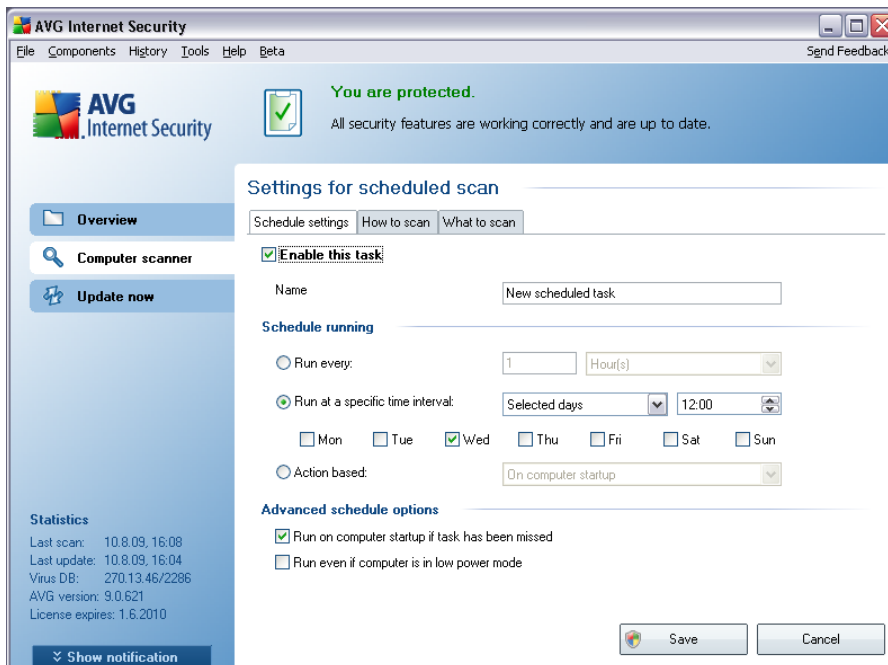 AVG Internet Security
File Components History Tools Help Beta Send Feedback
AVG
Internet Security
You are protected.
All security features are working correctly and are up to date.
Overview
Computer scanner
Update now
Settings for scheduled scan
Schedule settings How to scan What to scan
Enable this task
Name New scheduled task
Schedule running
Run every: 1 Hour(s)
Run at a specific time interval: Selected days 12:00
Mon Tue Wed Thu Fri Sat Sun
Action based: On computer startup
Advanced schedule options
Run on computer startup if task has been missed
Run even if computer is in low power mode
Statistics
Last scan: 10.8.09, 16:08
Last update: 10.8.09, 16:04
Virus DB: 270.13.46/2286
AVG version: 9.0.621
License expires: 1.6.2010
Show notification
Save Cancel